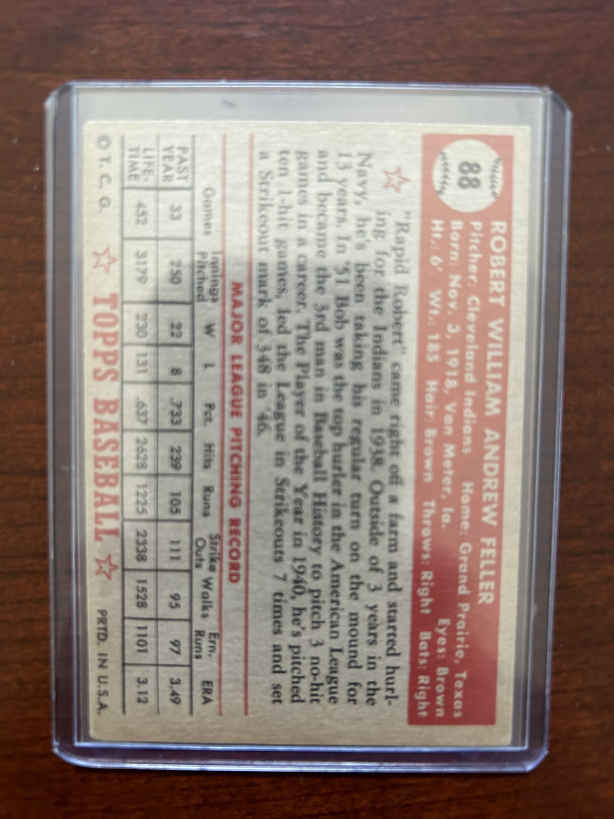 88
ROBERT WILLIAM ANDREW FELLER
Pitcher: Cleveland Indians Home: Grand Prairie, Texas
Born: Nov. 3, 1918, Van Meter, Ia. Eyes: Brown
Ht.: 6' Wt.: 185 Hair: Brown Throws: Right Bats: Right
"Rapid Robert" came right off a farm and started hurl-
ing for the Indians in 1938. Outside of 3 years in the
Navy, he's been taking his regular turn on the mound for
13 years. In '51 Bob was the top hurler in the American League
and became the 3rd man in Baseball History to pitch 3 no-hit
games in a career. The Player of the Year in 1940, he's pitched
ten 1-hit games, led the League in Strikeouts 7 times and set
a Strikeout mark of 348 in '46.
MAJOR LEAGUE PITCHING RECORD
Games Innings Pitched W L Pct. Hits Runs Strike Outs Walks Ern. Runs ERA
PAST YEAR 33 250 22 8 .733 239 105 111 95 97 3.49
LIFE-TIME 452 3179 230 131 .637 2628 1225 2338 1528 1101 3.12
© T. C. G. TOPPS BASEBALL PRTD. IN U.S.A.